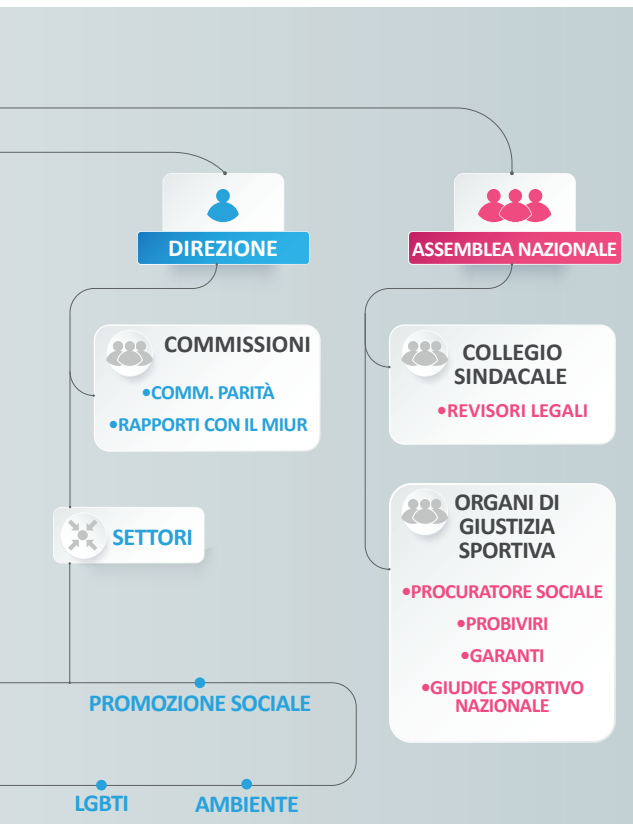 DIREZIONE
COMMISSIONI
•COMM. PARITÀ
•RAPPORTI CON IL MIUR
SETTORI
PROMOZIONE SOCIALE
LGBTI
AMBIENTE
ASSEMBLEA NAZIONALE
COLLEGIO
SINDACALE
•REVISORI LEGALI
ORGANI DI
GIUSTIZIA
SPORTIVA
•PROCURATORE SOCIALE
•PROBIVIRI
•GARANTI
•GIUDICE SPORTIVO
NAZIONALE